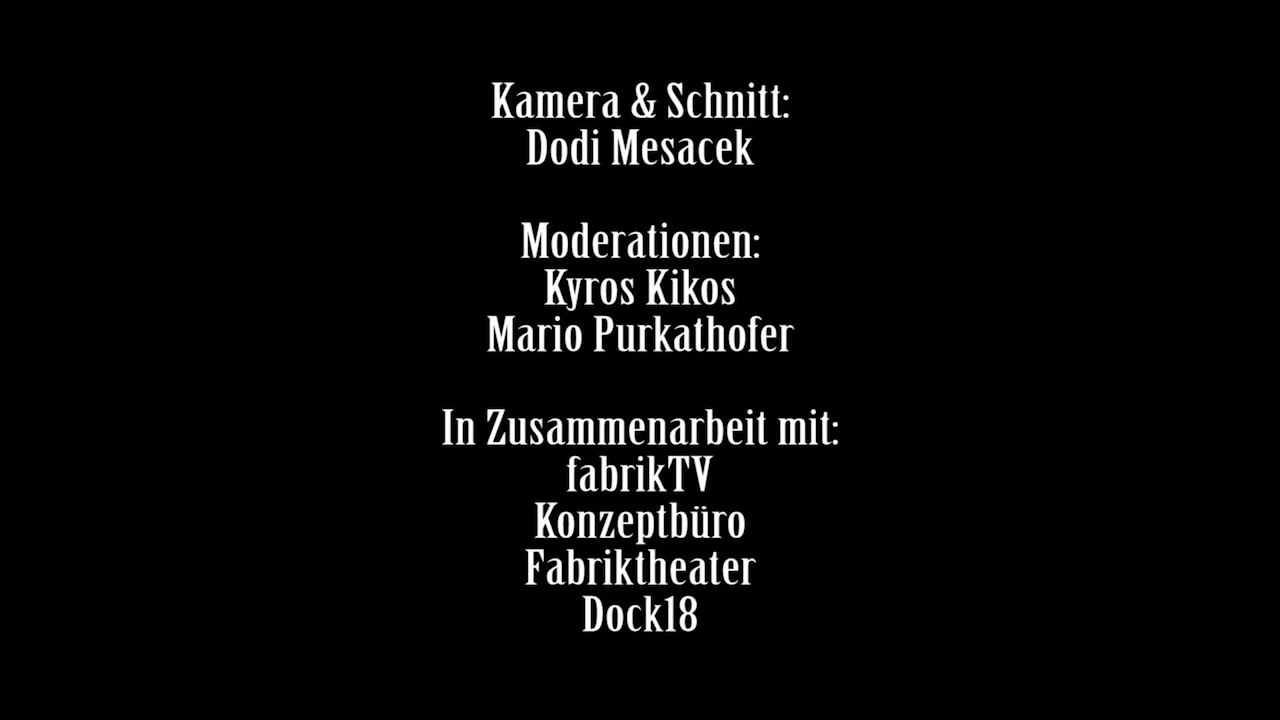 Kamera & Schnitt:
Dodi Mesacek
Moderationen:
Kyros Kikos
Mario Purkathofer
In Zusammenarbeit mit:
fabrikTV
Konzeptbüro
Fabriktheater
Dock18